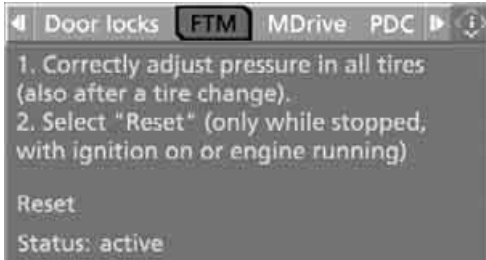 Door locks FTM MDrive PDC
1. Correctly adjust pressure in all tires
(also after a tire change).
2. Select "Reset" (only while stopped,
with ignition on or engine running)
Reset
Status: active